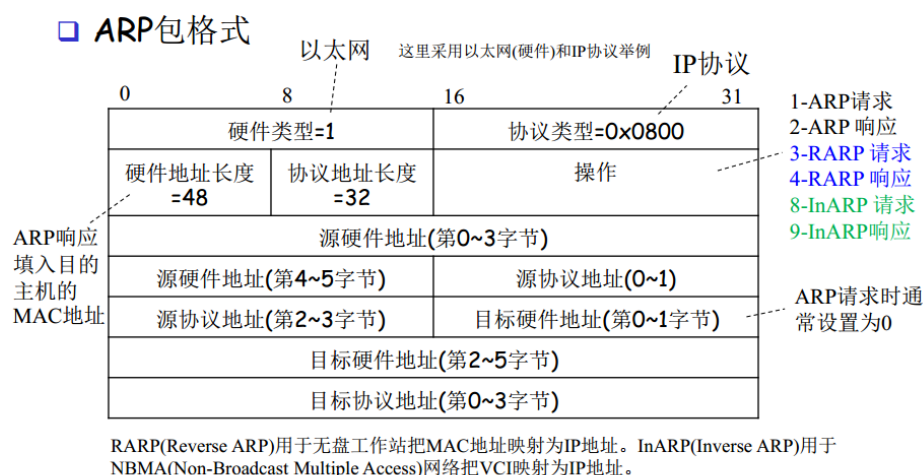 ❑ ARP包格式
以太网
这里采用以太网(硬件)和IP协议举例
IP协议
0 8 16 31
硬件类型=1 协议类型=0x0800
硬件地址长度 协议地址长度 操作
=48 =32
源硬件地址(第0~3字节)
源硬件地址(第4~5字节) 源协议地址(0~1)
源协议地址(第2~3字节) 目标硬件地址(第0~1字节)
目标硬件地址(第2~5字节)
目标协议地址(第0~3字节)
1-ARP请求
2-ARP 响应
3-RARP 请求
4-RARP 响应
8-InARP 请求
9-InARP响应
ARP响应
填入目的
主机的
MAC地址
ARP请求时通
常设置为0
RARP(Reverse ARP)用于无盘工作站把MAC地址映射为IP地址。InARP(Inverse ARP)用于
NBMA(Non-Broadcast Multiple Access)网络把VCI映射为IP地址。